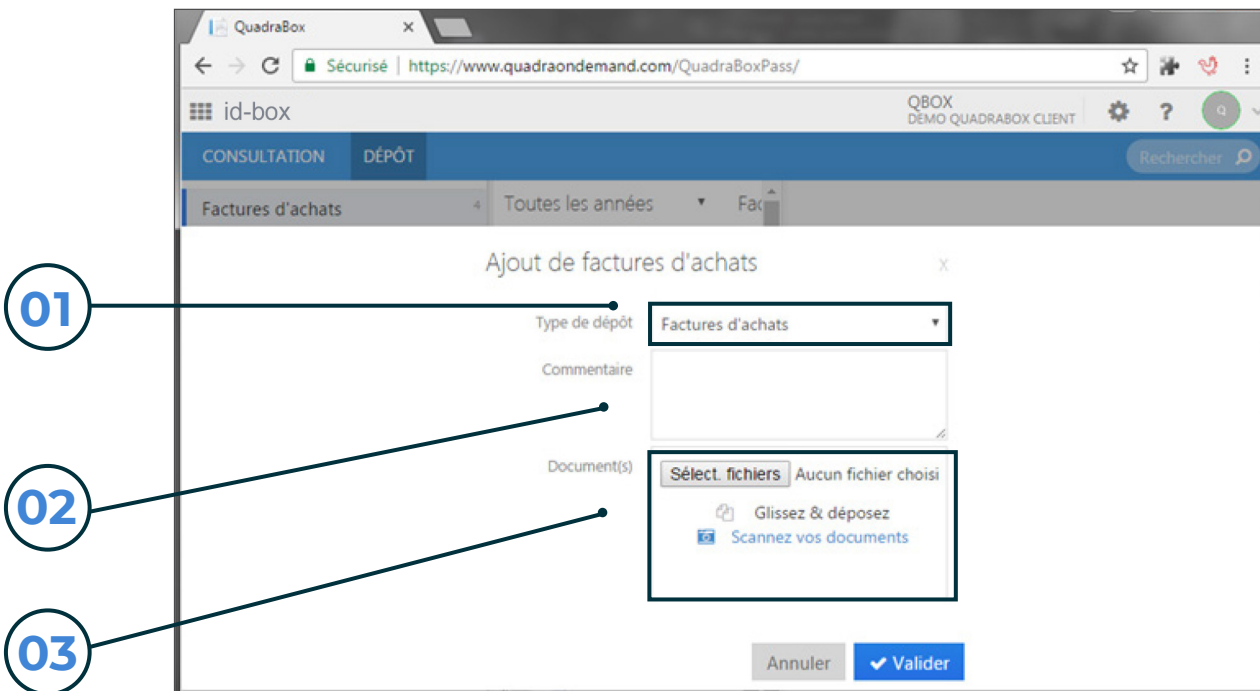 QuadraBox
Sécurisé | https://www.quadraondemand.com/QuadraBoxPass/
id-box
QBOX
DEMO QUADRABOX CLIENT
?
Q
CONSULTATION
DÉPÔT
Rechercher
Factures d'achats
4
Toutes les années
Fac
Ajout de factures d'achats
X
01
Type de dépôt
Factures d'achats
Commentaire
02
Document(s)
Sélect. fichiers
Aucun fichier choisi
Glissez & déposez
Scannez vos documents
03
Annuler
Valider